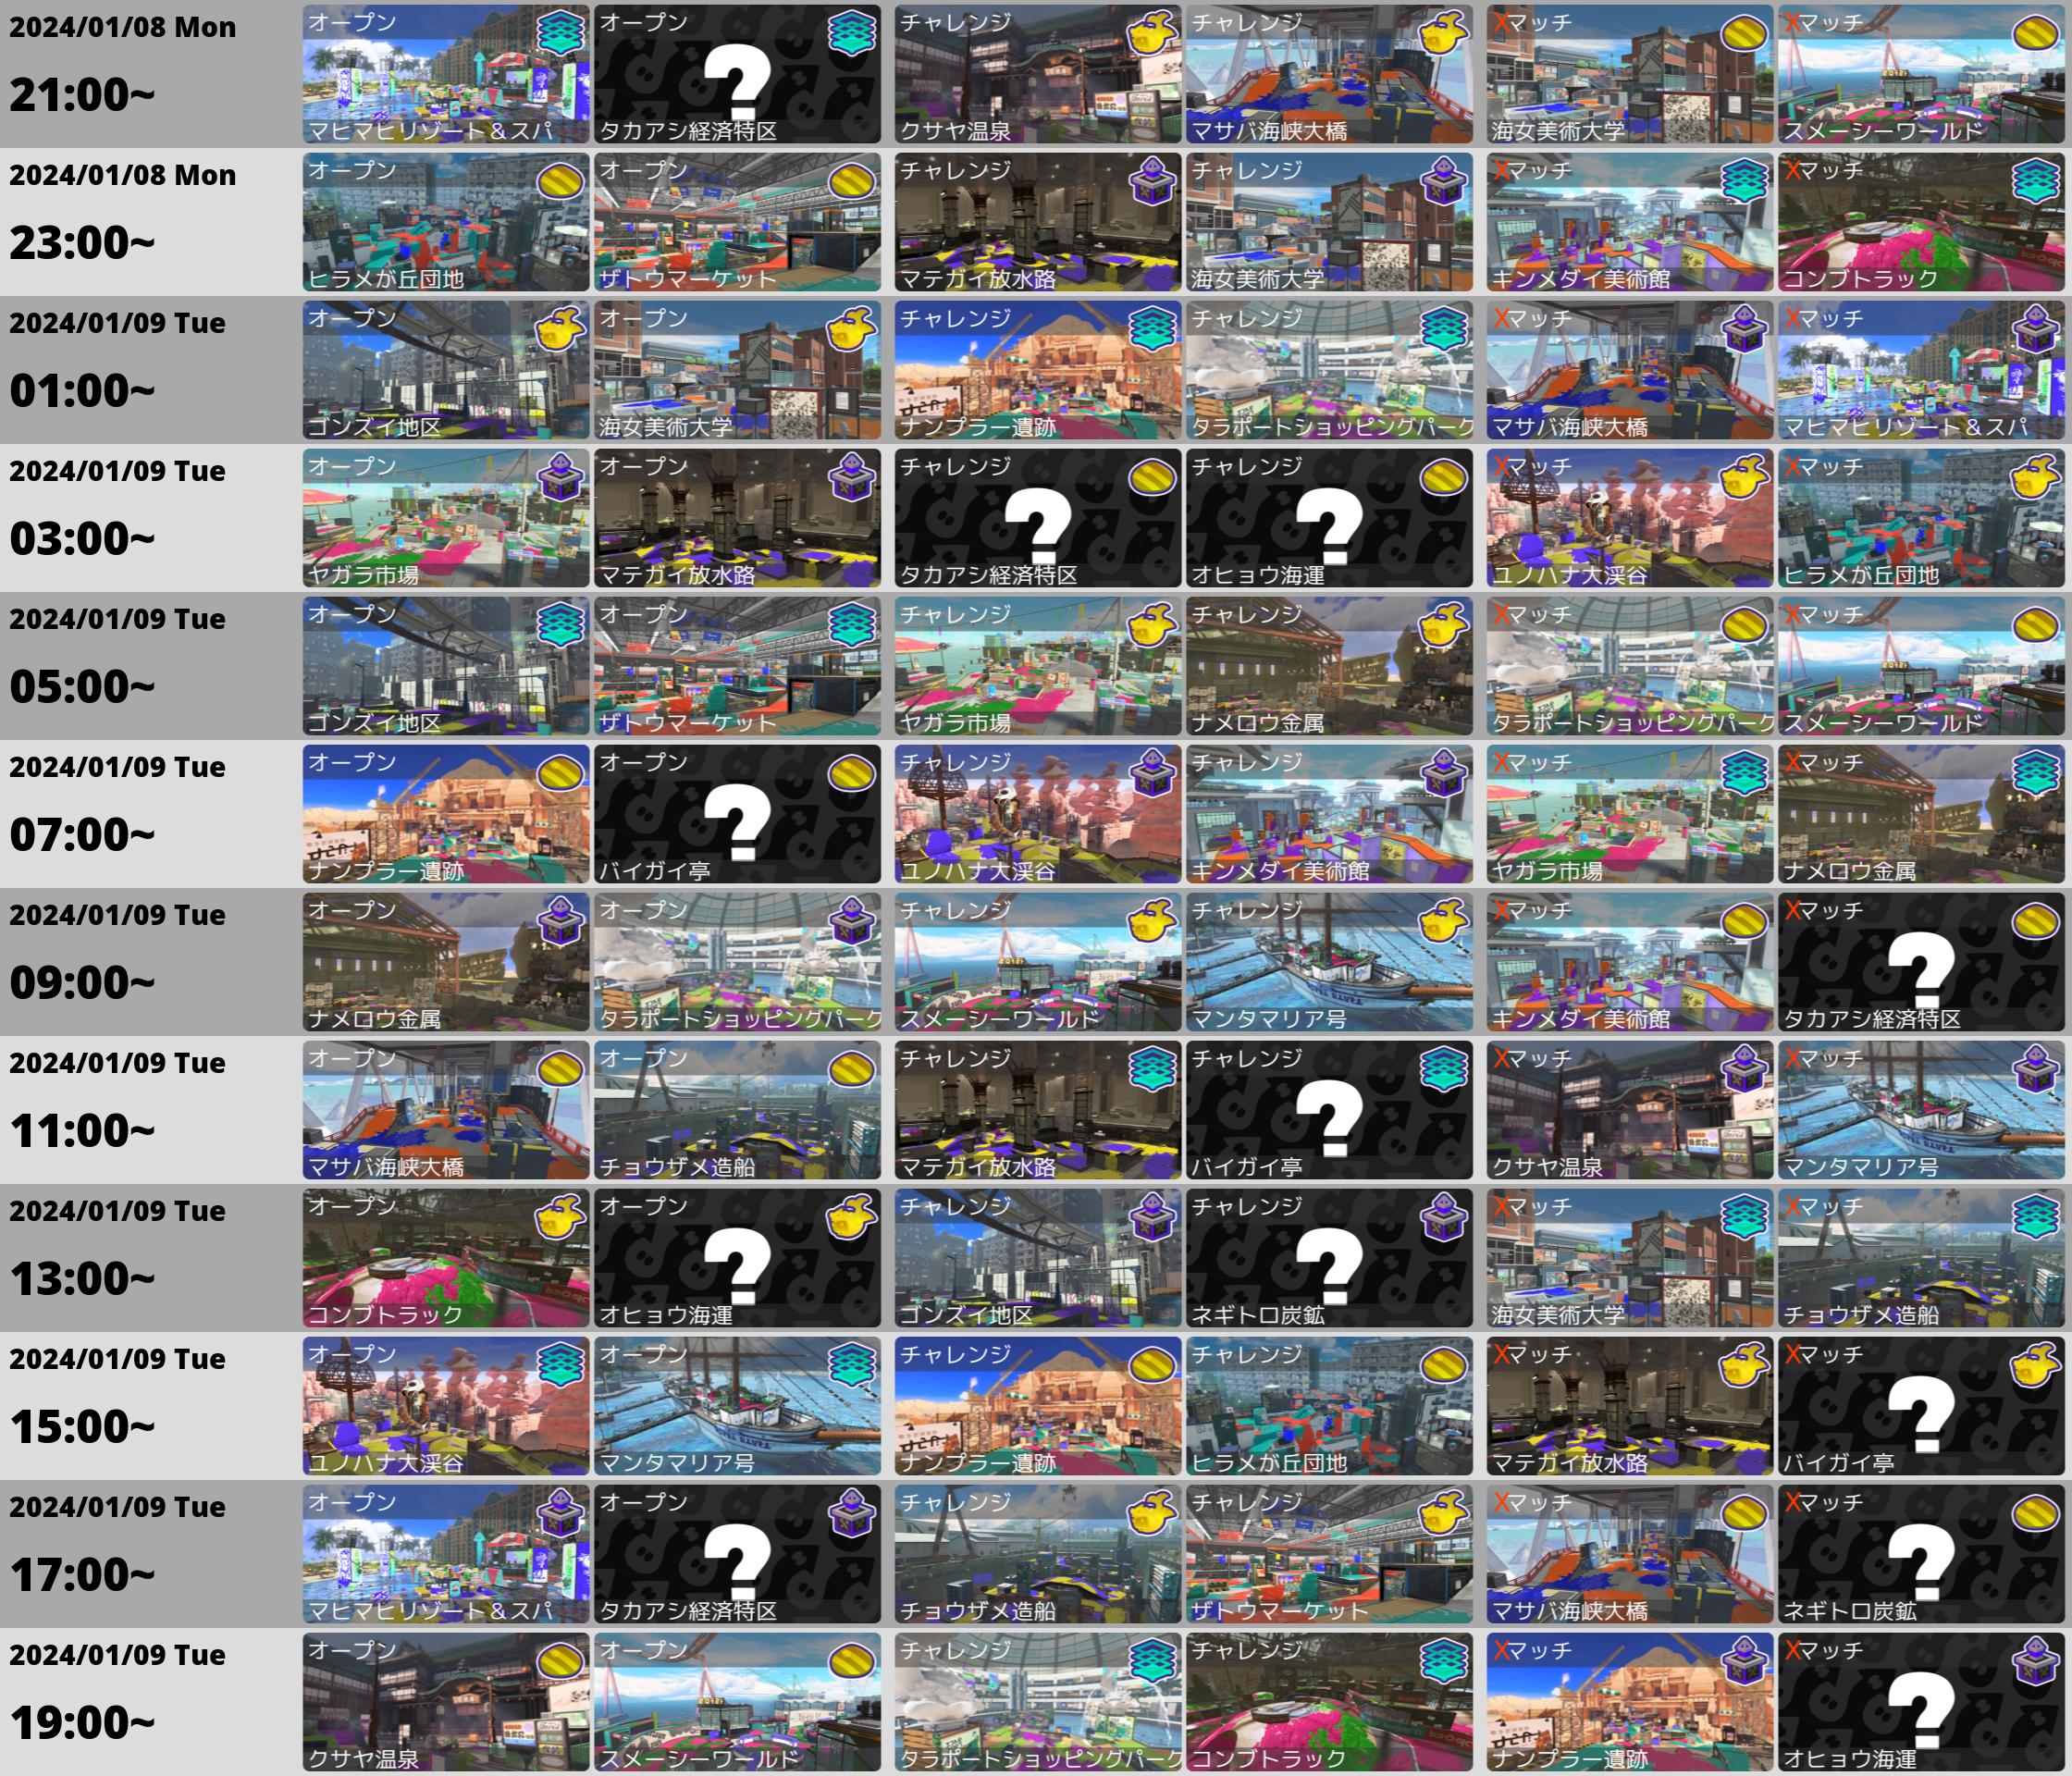 2024/01/08 Mon
21:00~
オープン オープン チャレンジ チャレンジ Xマッチ Xマッチ
マヒマヒリゾート&スパ タカアシ経済特区 クサヤ温泉 マサバ海峡大橋 海女美術大学 スメーシーワールド
2024/01/08 Mon
23:00~
オープン オープン チャレンジ チャレンジ Xマッチ Xマッチ
ヒラメが丘団地 ザトウマーケット マテガイ放水路 海女美術大学 キンメダイ美術館 コンブトラック
2024/01/09 Tue
01:00~
オープン オープン チャレンジ チャレンジ Xマッチ Xマッチ
ゴンズイ地区 海女美術大学 ナンプラー遺跡 タラポートショッピングパーク マサバ海峡大橋 マヒマヒリゾート&スパ
2024/01/09 Tue
03:00~
オープン オープン チャレンジ チャレンジ Xマッチ Xマッチ
ヤガラ市場 マテガイ放水路 タカアシ経済特区 オヒョウ海運 ユノハナ大渓谷 ヒラメが丘団地
2024/01/09 Tue
05:00~
オープン オープン チャレンジ チャレンジ Xマッチ Xマッチ
ゴンズイ地区 ザトウマーケット ヤガラ市場 ナメロウ金属 タラポートショッピングパーク スメーシーワールド
2024/01/09 Tue
07:00~
オープン オープン チャレンジ チャレンジ Xマッチ Xマッチ
ナンプラー遺跡 バイガイ亭 ユノハナ大渓谷 キンメダイ美術館 ヤガラ市場 ナメロウ金属
2024/01/09 Tue
09:00~
オープン オープン チャレンジ チャレンジ Xマッチ Xマッチ
ナメロウ金属 タラポートショッピングパーク スメーシーワールド マンタマリア号 キンメダイ美術館 タカアシ経済特区
2024/01/09 Tue
11:00~
オープン オープン チャレンジ チャレンジ Xマッチ Xマッチ
マサバ海峡大橋 チョウザメ造船 マテガイ放水路 バイガイ亭 クサヤ温泉 マンタマリア号
2024/01/09 Tue
13:00~
オープン オープン チャレンジ チャレンジ Xマッチ Xマッチ
コンブトラック オヒョウ海運 ゴンズイ地区 ネギトロ炭鉱 海女美術大学 チョウザメ造船
2024/01/09 Tue
15:00~
オープン オープン チャレンジ チャレンジ Xマッチ Xマッチ
ユノハナ大渓谷 マンタマリア号 ナンプラー遺跡 ヒラメが丘団地 マテガイ放水路 バイガイ亭
2024/01/09 Tue
17:00~
オープン オープン チャレンジ チャレンジ Xマッチ Xマッチ
マヒマヒリゾート&スパ タカアシ経済特区 チョウザメ造船 ザトウマーケット マサバ海峡大橋 ネギトロ炭鉱
2024/01/09 Tue
19:00~
オープン オープン チャレンジ チャレンジ Xマッチ Xマッチ
クサヤ温泉 スメーシーワールド タラポートショッピングパーク コンブトラック ナンプラー遺跡 オヒョウ海運